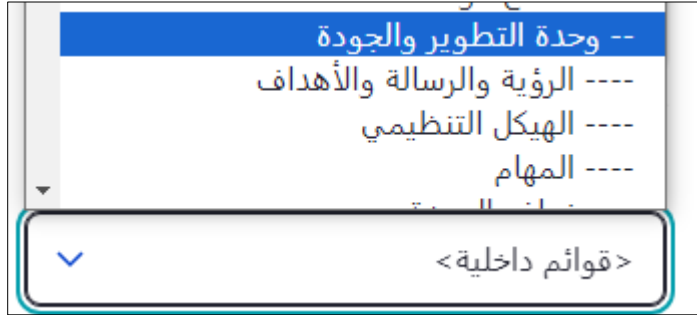 -- وحدة التطوير والجودة
---- الرؤية والرسالة والأهداف
---- الهيكل التنظيمي
---- المهام
<قوائم داخلية>